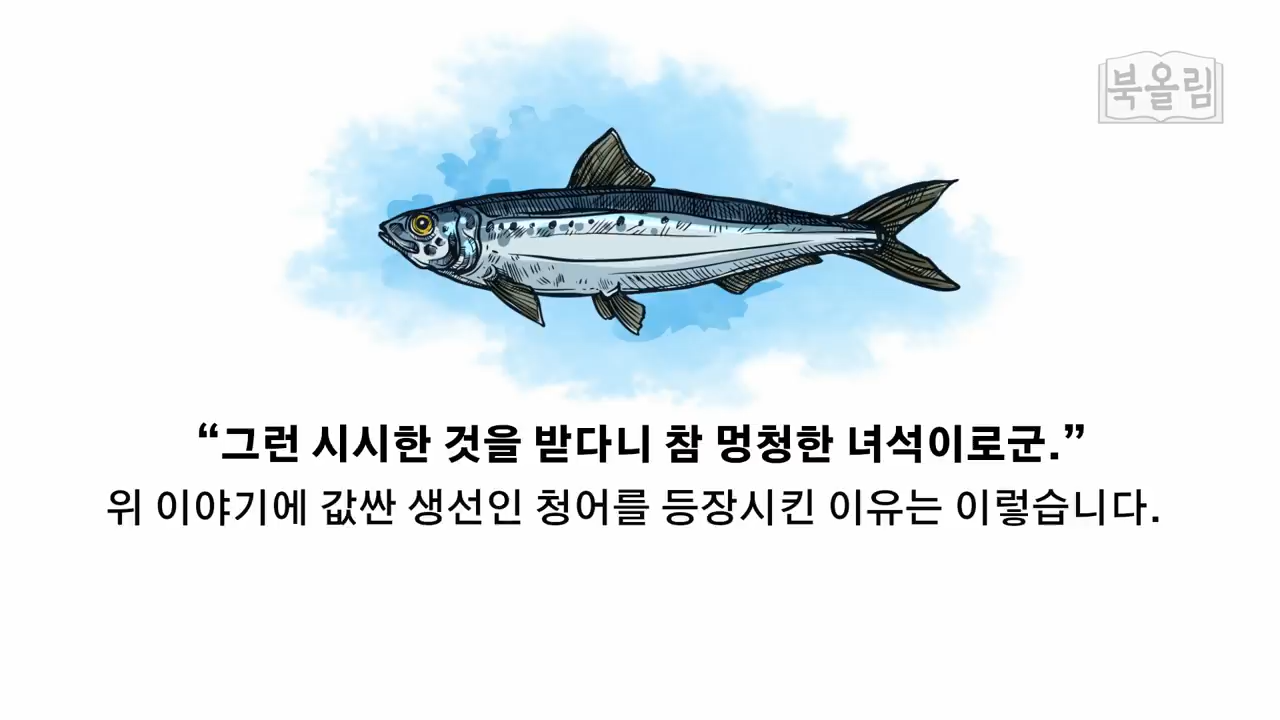 북올림
“그런 시시한 것을 받다니 참 멍청한 녀석이로군.”
위 이야기에 값싼 생선인 청어를 등장시킨 이유는 이렇습니다.